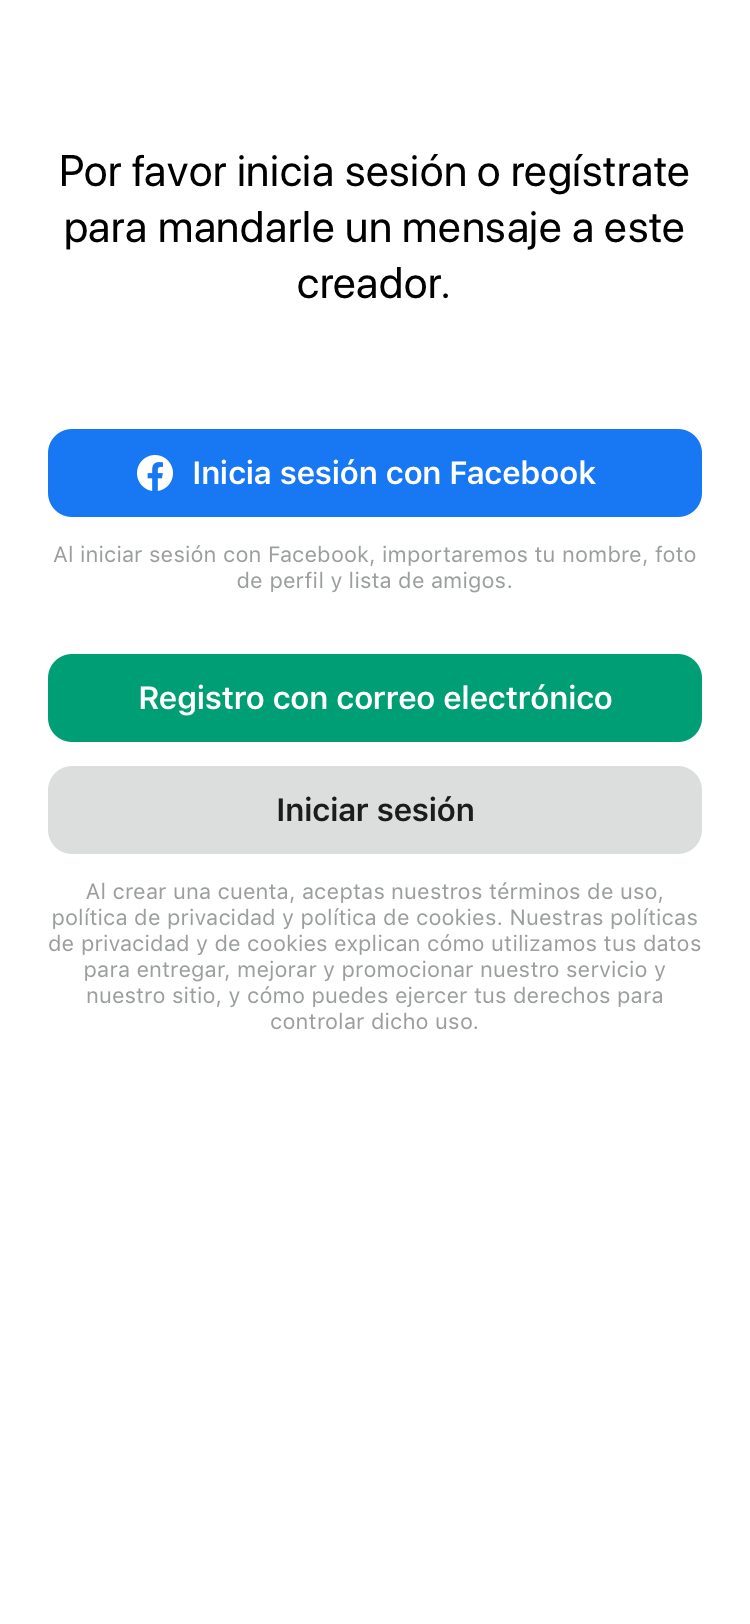 Por favor inicia sesión o regístrate
para mandarle un mensaje a este
creador.
Inicia sesión con Facebook
Al iniciar sesión con Facebook, importaremos tu nombre, foto
de perfil y lista de amigos.
Registro con correo electrónico
Iniciar sesión
Al crear una cuenta, aceptas nuestros términos de uso,
política de privacidad y política de cookies. Nuestras políticas
de privacidad y de cookies explican cómo utilizamos tus datos
para entregar, mejorar y promocionar nuestro servicio y
nuestro sitio, y cómo puedes ejercer tus derechos para
controlar dicho uso.